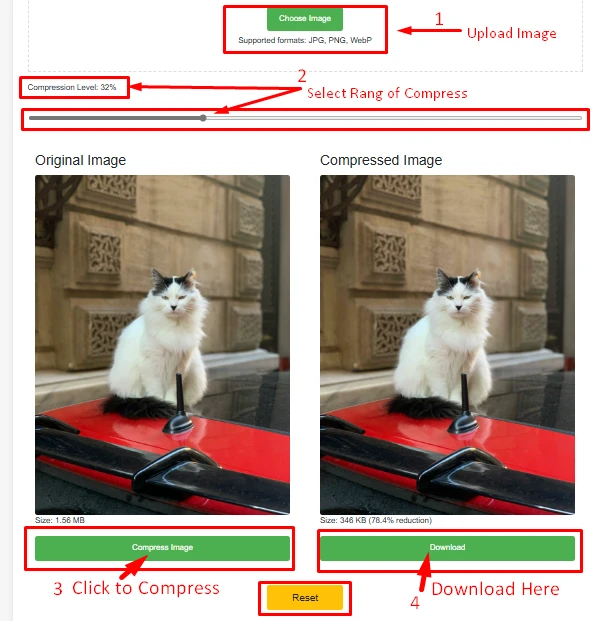 Choose Image
Supported formats: JPG, PNG, WebP
1
Upload Image
Compression Level: 32%
2
Select Rang of Compress
Original Image
Compressed Image
Size: 1.56 MB
Size: 346 KB (78.4% reduction)
Compress Image
Download
3 Click to Compress
4 Download Here
Reset